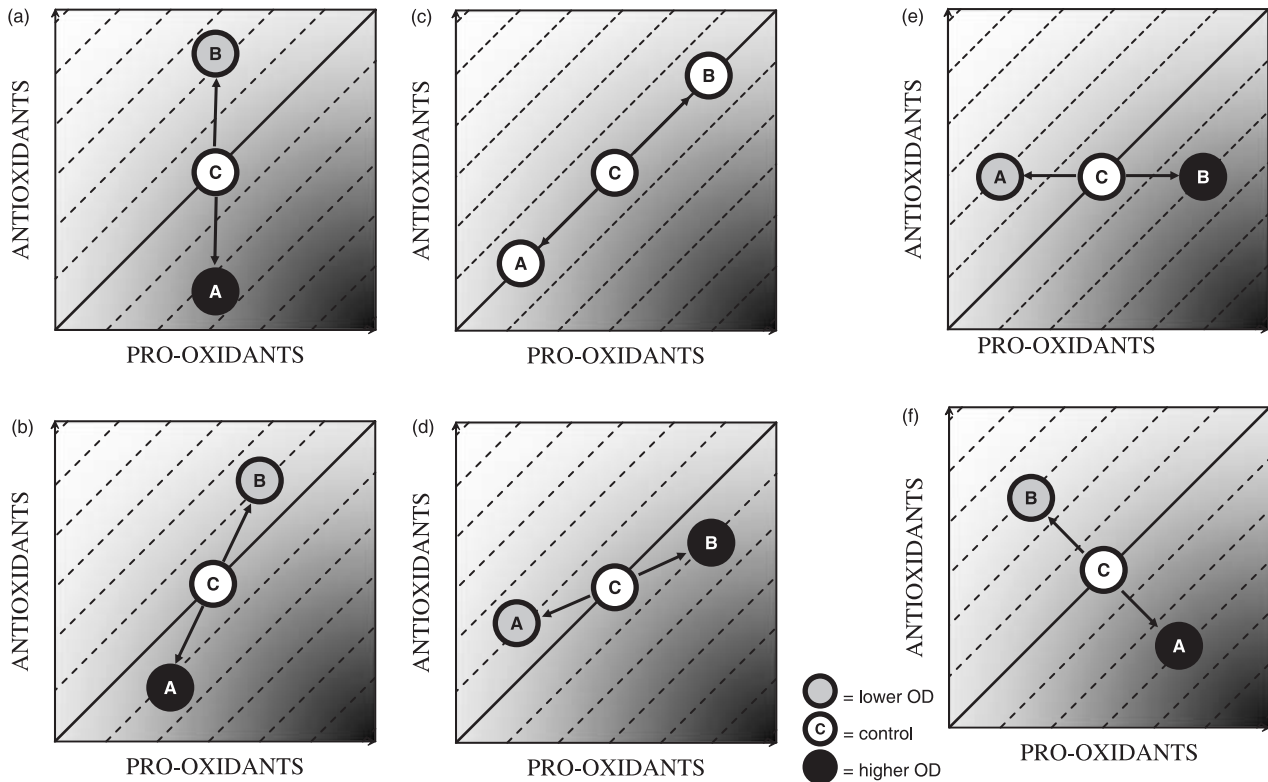 (a)
ANTIOXIDANTS
B
C
A
PRO-OXIDANTS
(c)
ANTIOXIDANTS
B
C
A
PRO-OXIDANTS
(e)
ANTIOXIDANTS
A
C
B
PRO-OXIDANTS
(b)
ANTIOXIDANTS
B
C
A
PRO-OXIDANTS
(d)
ANTIOXIDANTS
B
C
A
PRO-OXIDANTS
= lower OD
C = control
= higher OD
(f)
ANTIOXIDANTS
B
C
A
PRO-OXIDANTS